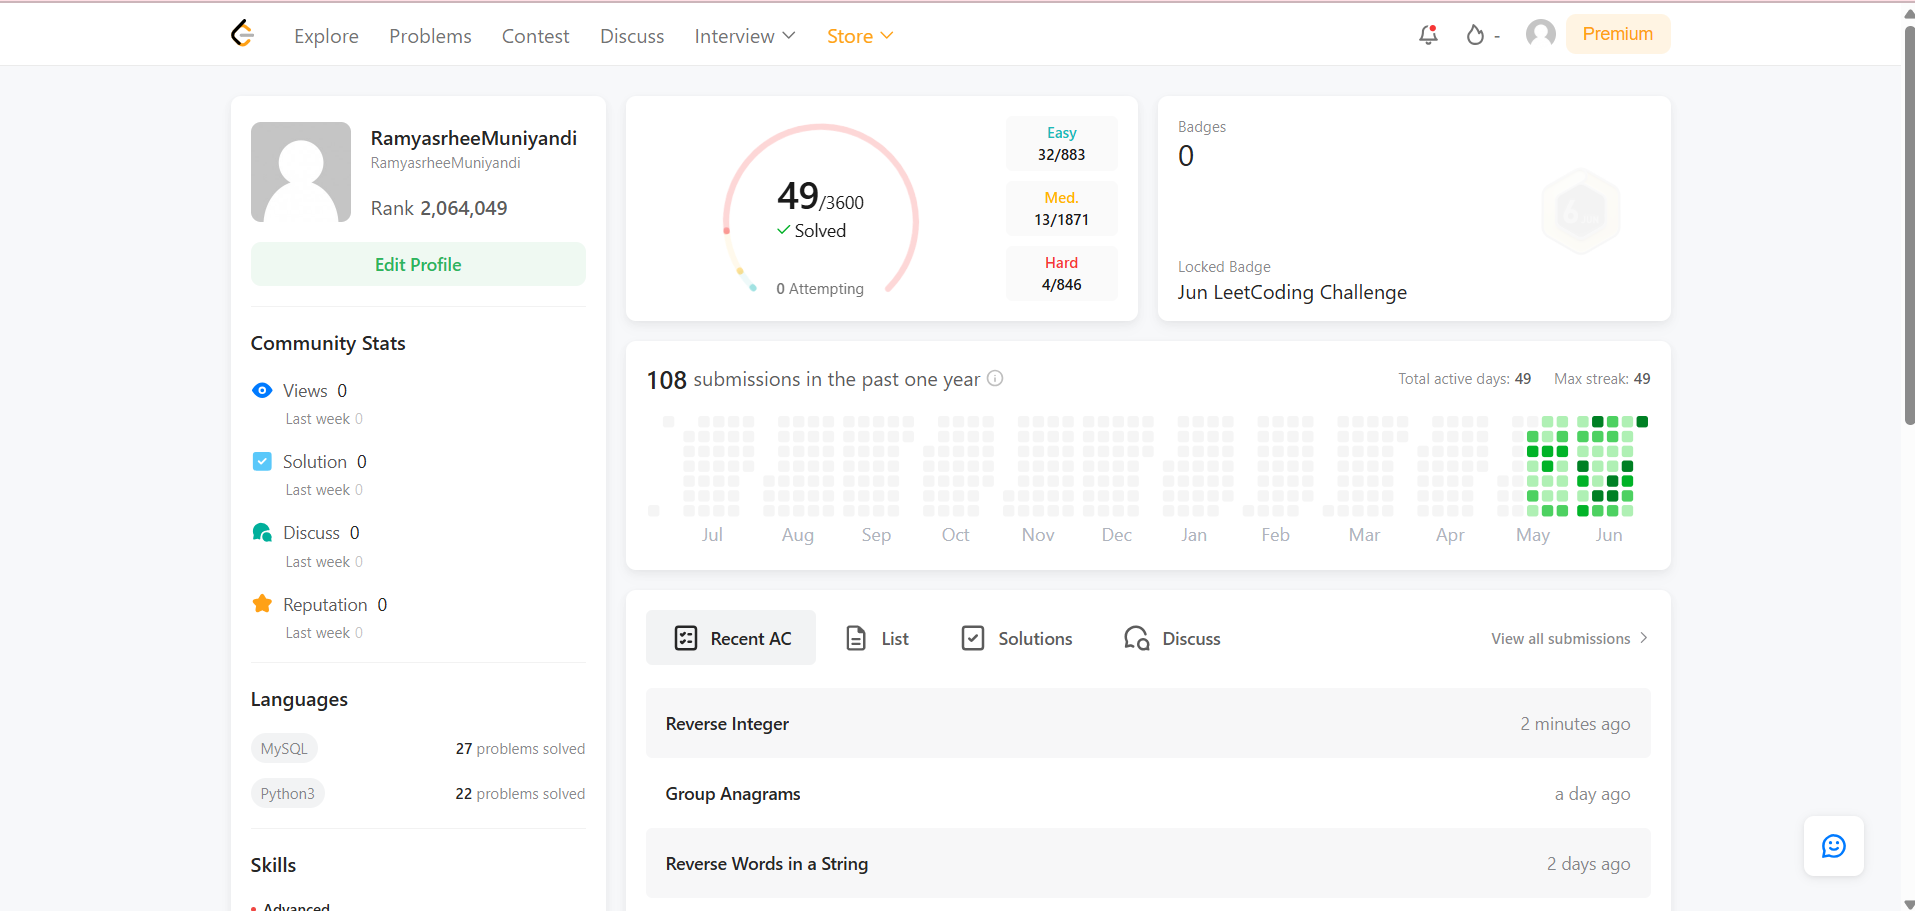 Explore Problems Contest Discuss Interview Store - Premium
RamyasrheeMuniyandi
RamyasrheeMuniyandi
Rank 2,064,049
Edit Profile
Community Stats
Views 0
Last week 0
Solution 0
Last week 0
Discuss 0
Last week 0
Reputation 0
Last week 0
Languages
MySQL 27 problems solved
Python3 22 problems solved
Skills
Advanced
49/3600
Solved
0 Attempting
Easy
32/883
Med.
13/1871
Hard
4/846
Badges
0
Locked Badge
Jun LeetCoding Challenge
108 submissions in the past one year Total active days: 49 Max streak: 49
Jul Aug Sep Oct Nov Dec Jan Feb Mar Apr May Jun
Recent AC List Solutions Discuss View all submissions
Reverse Integer 2 minutes ago
Group Anagrams a day ago
Reverse Words in a String 2 days ago